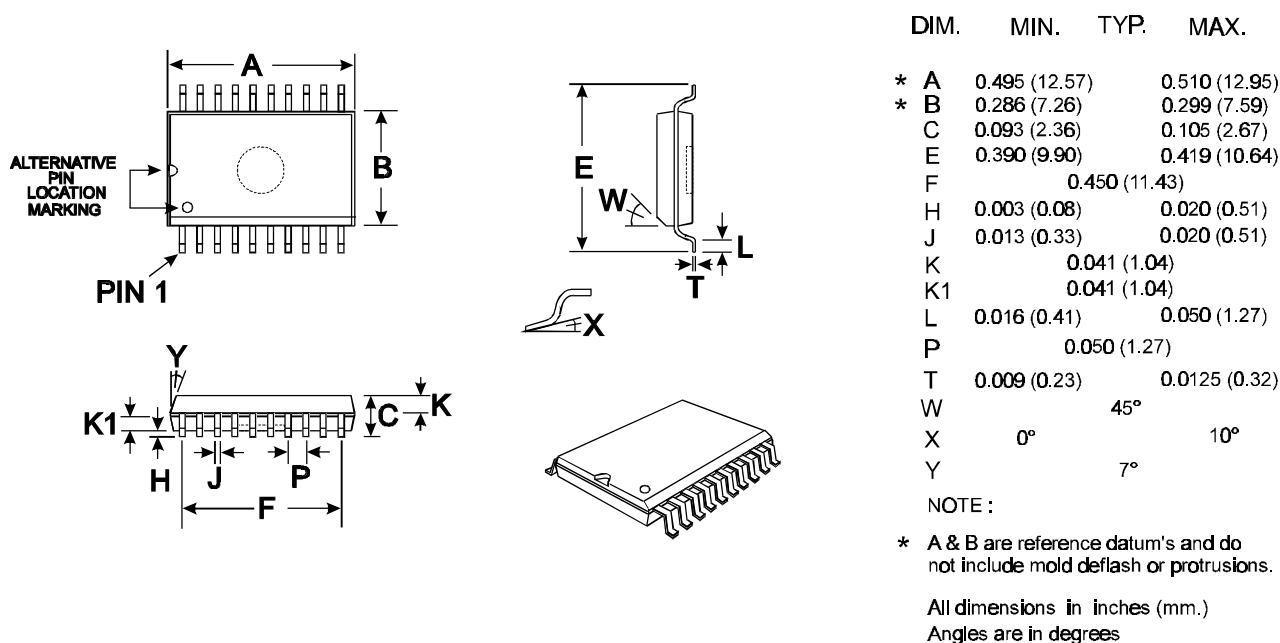 A
B
ALTERNATIVE
PIN
LOCATION
MARKING
PIN 1
E
W
L
T
X
Y
K1
H
J
P
F
C
K
DIM. MIN. TYP. MAX.
* A 0.495 (12.57) 0.510 (12.95)
* B 0.286 (7.26) 0.299 (7.59)
C 0.093 (2.36) 0.105 (2.67)
E 0.390 (9.90) 0.419 (10.64)
F 0.450 (11.43)
H 0.003 (0.08) 0.020 (0.51)
J 0.013 (0.33) 0.020 (0.51)
K 0.041 (1.04)
K1 0.041 (1.04)
L 0.016 (0.41) 0.050 (1.27)
P 0.050 (1.27)
T 0.009 (0.23) 0.0125 (0.32)
W 45°
X 0° 10°
Y 7°
NOTE :
* A & B are reference datum's and do
not include mold deflash or protrusions.
All dimensions in inches (mm.)
Angles are in degrees